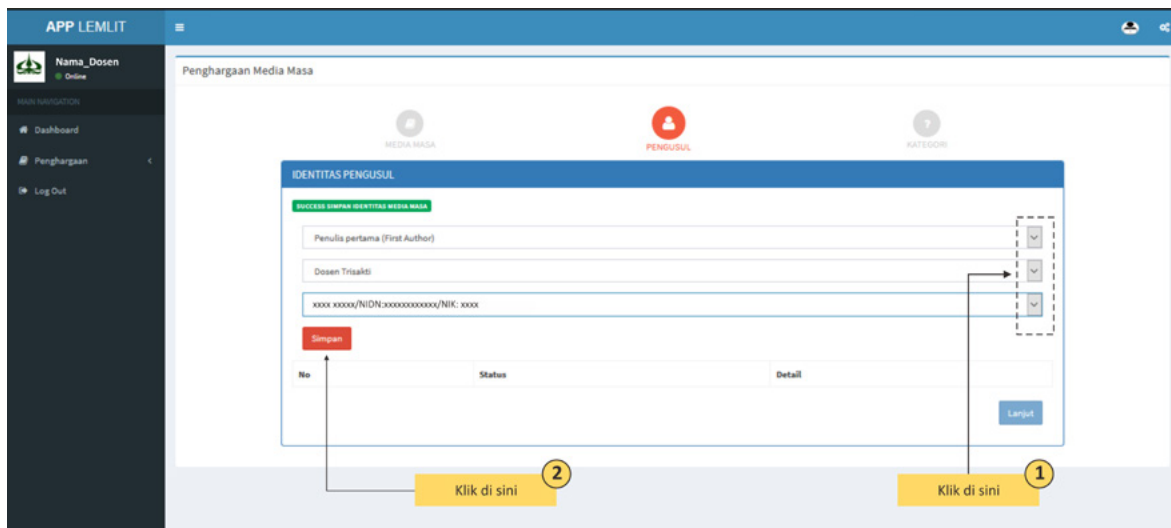 APP LEMLIT
Nama_Dosen
Online
MAIN NAVIGATION
Dashboard
Penghargaan
Log Out
Penghargaan Media Masa
MEDIA MASA
PENGUSUL
?
KATEGORI
IDENTITAS PENGUSUL
SUCCESS SIMPAN IDENTITAS MEDIA MASA
Penulis pertama (First Author)
Dosen Trisakti
xxxx xxxxx/NIDN:xxxxxxxxxxxx/NIK: xxxx
Simpan
No Status Detail
Lanjut
2
Klik di sini
1
Klik di sini